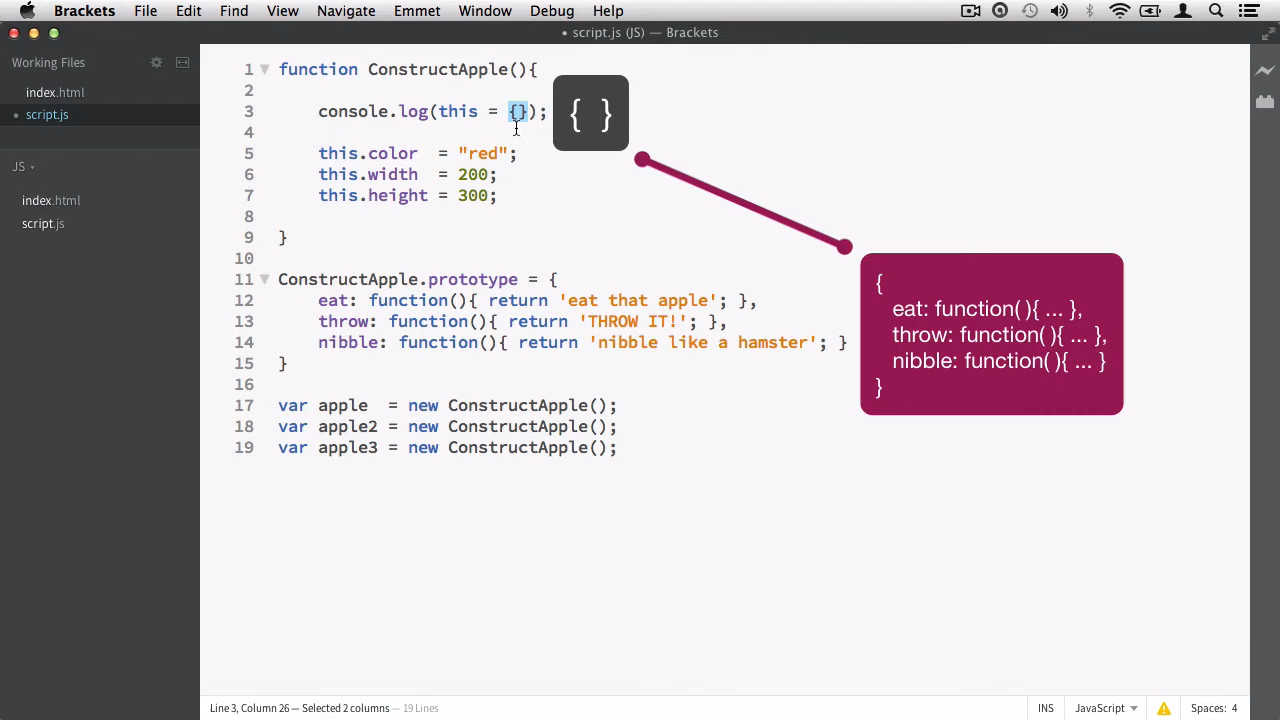 Brackets File Edit Find View Navigate Emmet Window Debug Help
• script.js (JS) — Brackets
Working Files
index.html
• script.js
JS
index.html
script.js
1 function ConstructApple(){
2
3 console.log(this = {});
4
5 this.color = "red";
6 this.width = 200;
7 this.height = 300;
8
9 }
10
11 ConstructApple.prototype = {
12 eat: function(){ return 'eat that apple'; },
13 throw: function(){ return 'THROW IT!'; },
14 nibble: function(){ return 'nibble like a hamster'; }
15 }
16
17 var apple = new ConstructApple();
18 var apple2 = new ConstructApple();
19 var apple3 = new ConstructApple();
{ }
{
eat: function( ){ ... },
throw: function( ){ ... },
nibble: function( ){ ... }
}
Line 3, Column 26 — Selected 2 columns — 19 Lines
INS JavaScript Spaces: 4